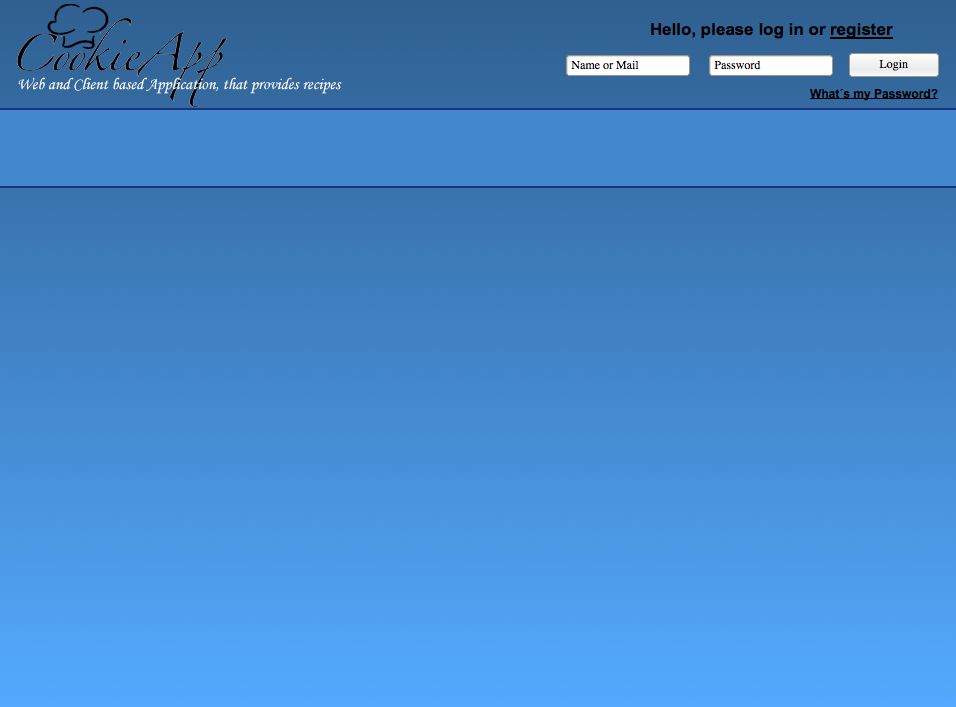 CookieApp
Web and Client based Application, that provides recipes
Hello, please log in or register
Name or Mail
Password
Login
What´s my Password?